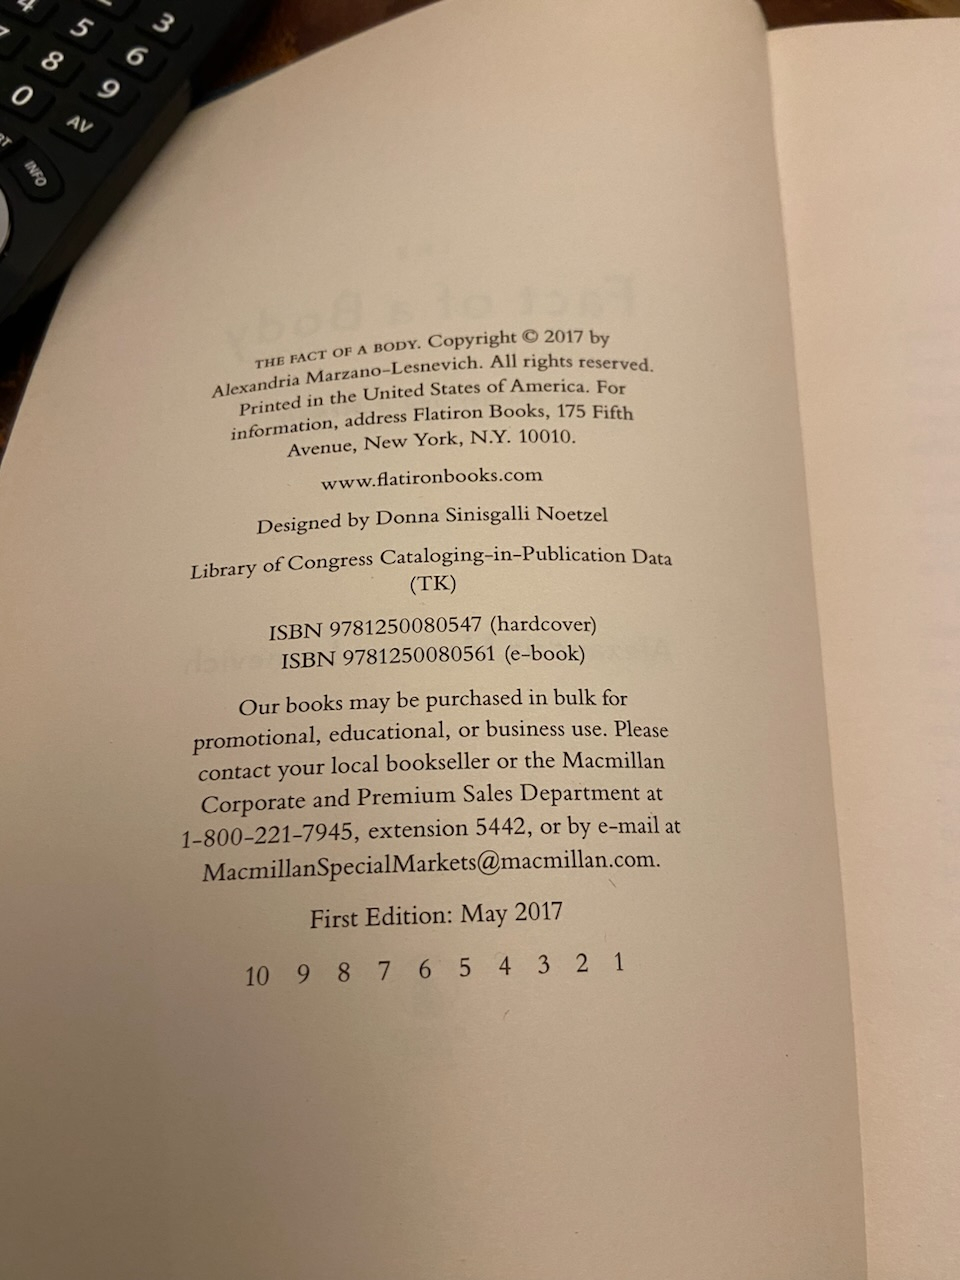 4
3
7
5
8
6
0
9
AV
INFO
Fact of a Body
THE FACT OF A BODY. Copyright © 2017 by
Alexandria Marzano-Lesnevich. All rights reserved.
Printed in the United States of America. For
information, address Flatiron Books, 175 Fifth
Avenue, New York, N.Y. 10010.
www.flatironbooks.com
Designed by Donna Sinisgalli Noetzel
Library of Congress Cataloging-in-Publication Data
(TK)
ISBN 9781250080547 (hardcover)
ISBN 9781250080561 (e-book)
Our books may be purchased in bulk for
promotional, educational, or business use. Please
contact your local bookseller or the Macmillan
Corporate and Premium Sales Department at
1-800-221-7945, extension 5442, or by e-mail at
MacmillanSpecialMarkets@macmillan.com.
First Edition: May 2017
10 9 8 7 6 5 4 3 2 1